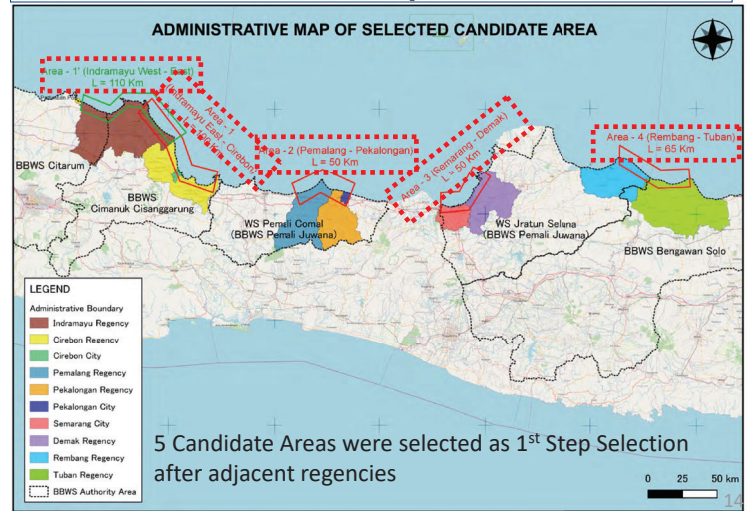 ADMINISTRATIVE MAP OF SELECTED CANDIDATE AREA
Area - 1' (Indramayu West - East)
L = 110 Km
Area - 1
(Indramayu East - Cirebon)
L = 100 Km
Area - 2 (Pemalang - Pekalongan)
L = 50 Km
Area - 3 (Semarang - Demak)
L = 50 Km
Area - 4 (Rembang - Tuban)
L = 65 Km
BBWS Citarum
BBWS
Cimanuk Cisanggarung
WS Pemali Comal
(BBWS Pemali Juwana)
WS Jratun Seluna
(BBWS Pemali Juwana)
BBWS Bengawan Solo
LEGEND
Administrative Boundary
Indramayu Regency
Cirebon Regency
Cirebon City
Pemalang Regency
Pekalongan Regency
Pekalongan City
Semarang City
Demak Regency
Rembang Regency
Tuban Regency
BBWS Authority Area
5 Candidate Areas were selected as 1st Step Selection
after adjacent regencies
0 25 50 km
14